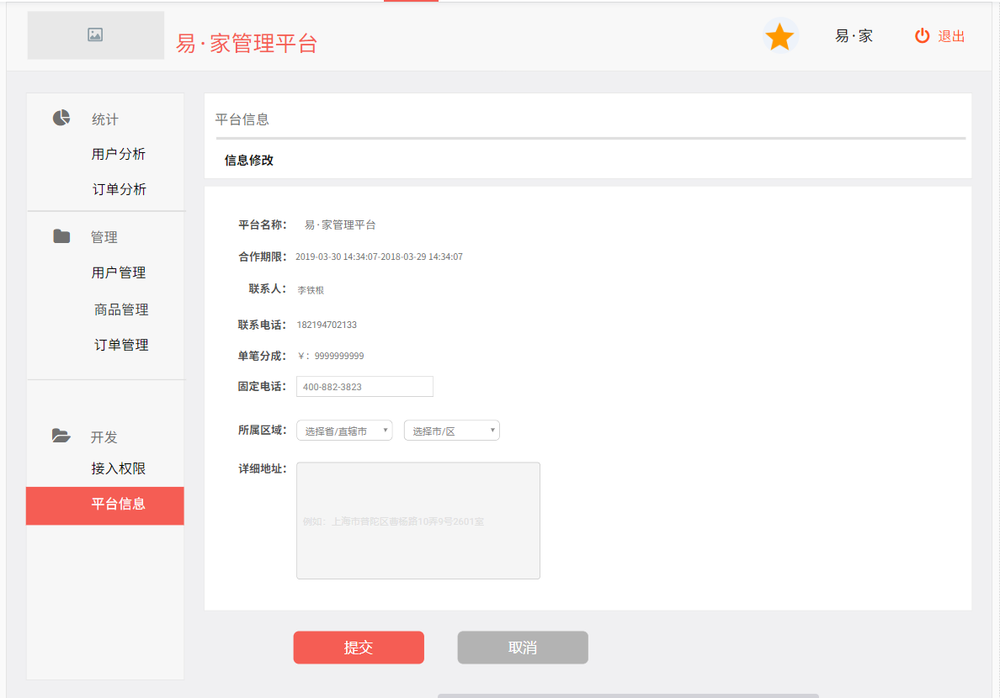 易·家管理平台
易·家
退出
统计
用户分析
订单分析
管理
用户管理
商品管理
订单管理
开发
接入权限
平台信息
平台信息
信息修改
平台名称： 易·家管理平台
合作期限： 2019-03-30 14:34:07-2018-03-29 14:34:07
联系人： 李铁根
联系电话： 182194702133
单笔分成： ￥：9999999999
固定电话： 400-882-3823
所属区域： 选择省/直辖市 选择市/区
详细地址：
例如：上海市普陀区青杨路10弄9号2601室
提交 取消